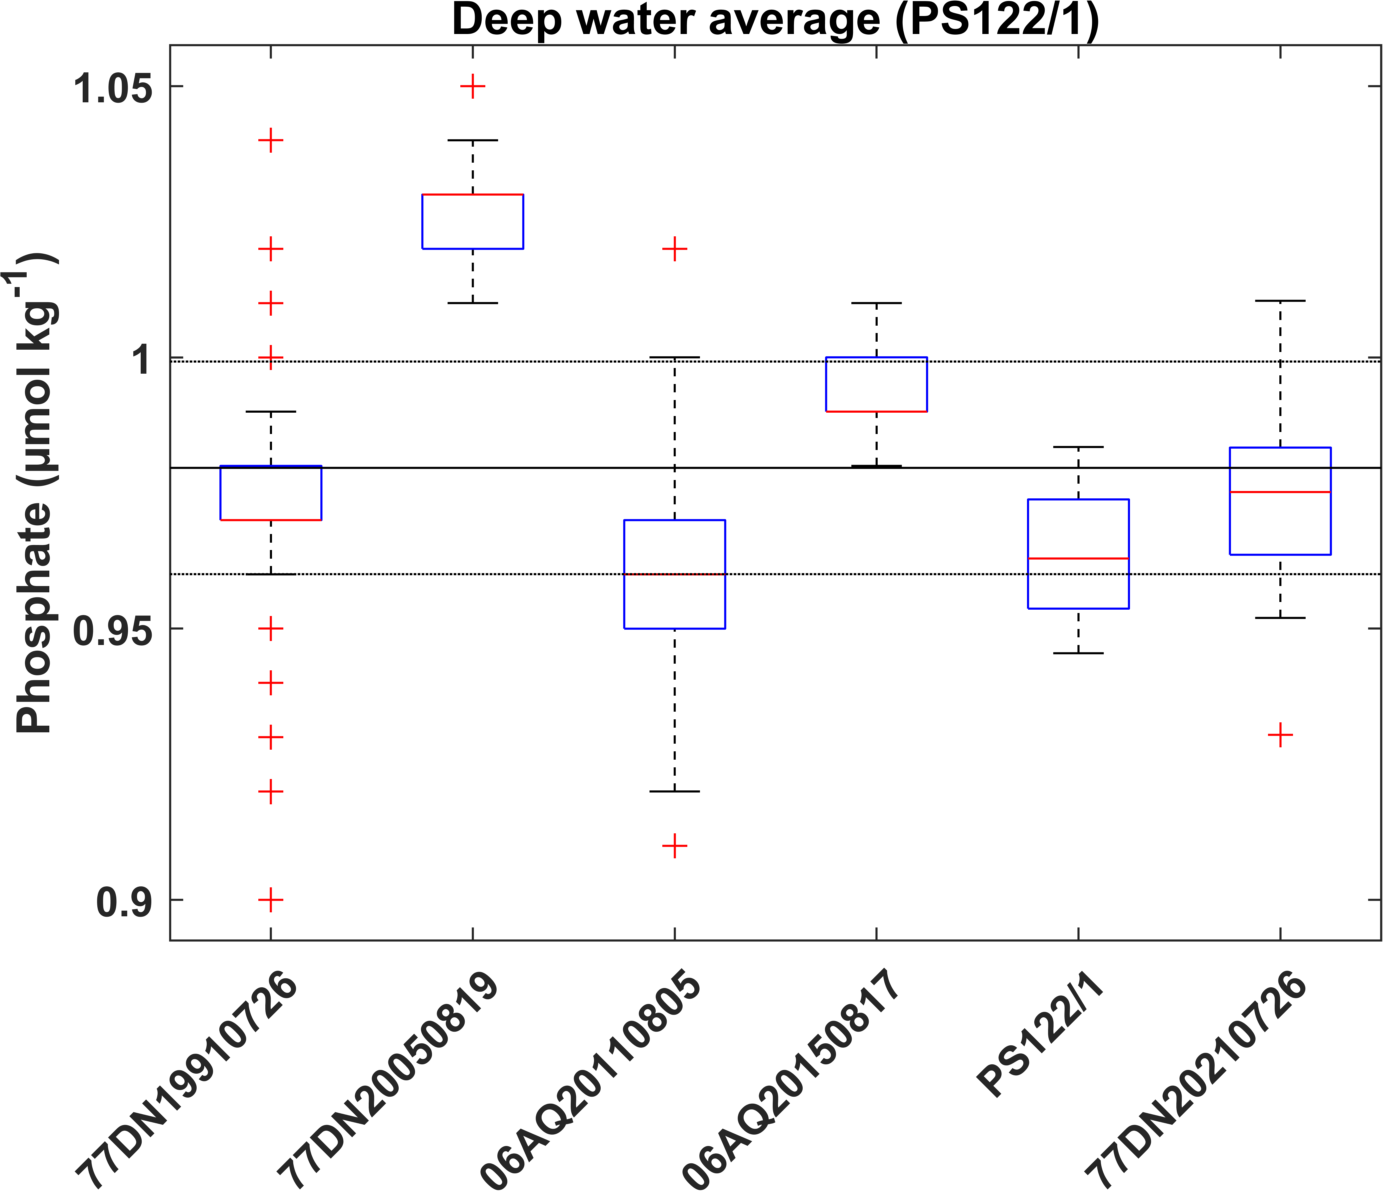 Deep water average (PS122/1)
Phosphate (µmol kg⁻¹)
1.05
1
0.95
0.9
77DN19910726
77DN20050819
06AQ20110805
06AQ20150817
PS122/1
77DN20210726